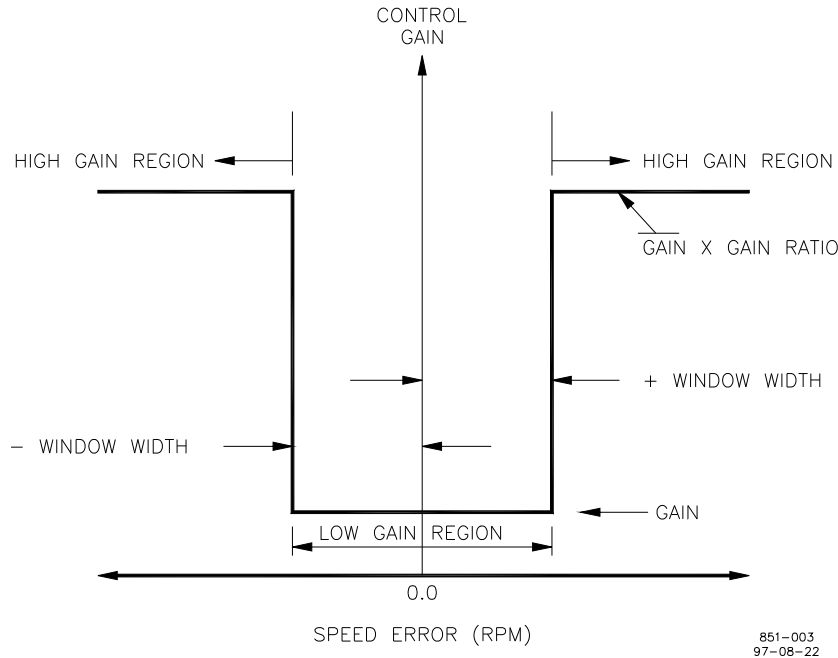 CONTROL
GAIN
HIGH GAIN REGION
HIGH GAIN REGION
GAIN X GAIN RATIO
+ WINDOW WIDTH
- WINDOW WIDTH
GAIN
LOW GAIN REGION
0.0
SPEED ERROR (RPM)
851-003
97-08-22